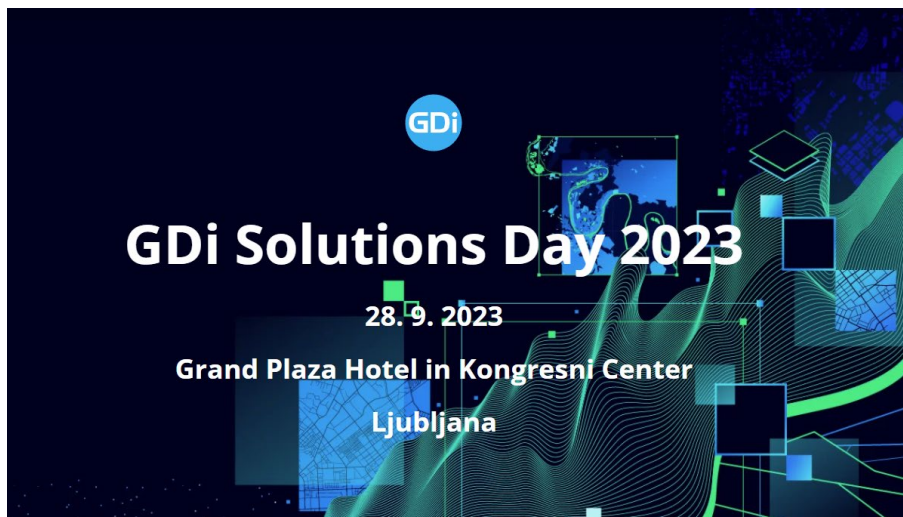 GDi
GDi Solutions Day 2023
28. 9. 2023
Grand Plaza Hotel in Kongresni Center
Ljubljana